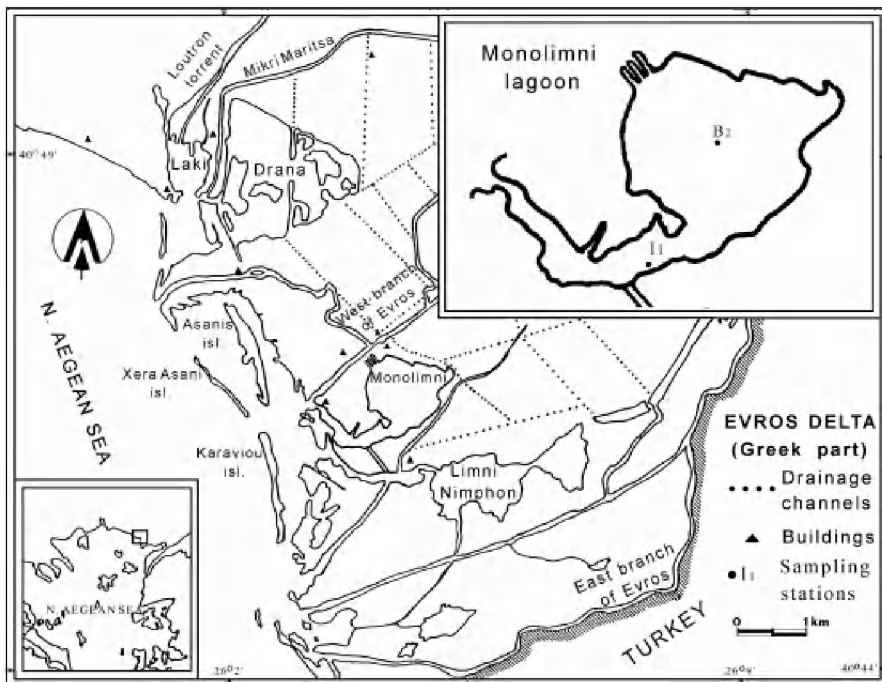 Monolimni
lagoon
B2
I1
Loutron
torrent
Mikri Maritsa
40°49'
Laki
Drana
West branch
of Evros
Asanis
isl.
Xera Asani
isl.
N. AEGEAN SEA
Monolimni
Karaviou
isl.
Limni
Nimphon
East branch
of Evros
TURKEY
EVROS DELTA
(Greek part)
Drainage
channels
Buildings
I1 Sampling
stations
0 1km
N. AEGEAN SEA
26°2'
26°8'
40°44'